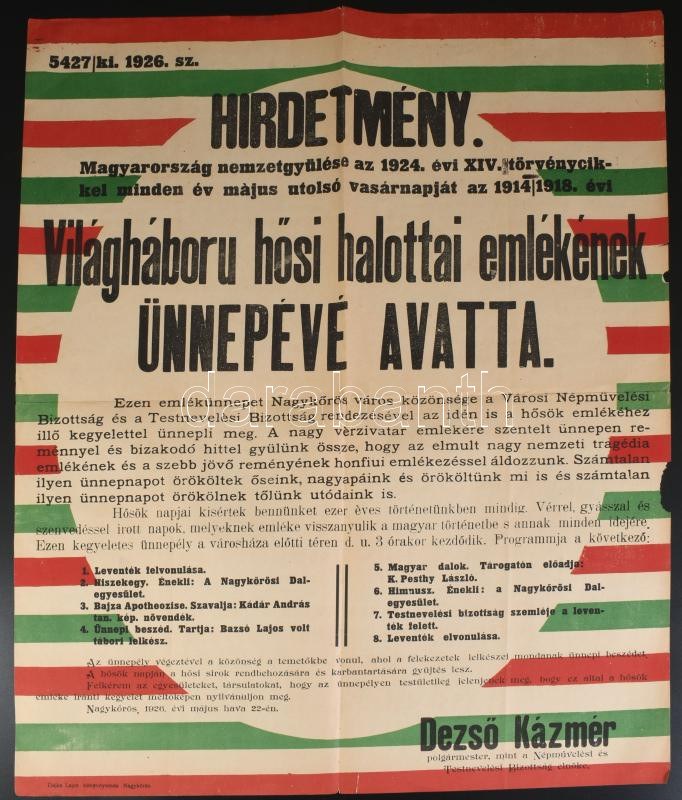 5427/ki. 1926. sz.
HIRDETMÉNY.
Magyarország nemzetgyülése az 1924. évi XIV. törvénycik-
kel minden év május utolsó vasárnapját az 1914/1918. évi
Világháboru hősi halottai emlékének
ÜNNEPÉVÉ AVATTA.
Ezen emlékünnepet Nagykőrös város közönsége a Városi Népművelési
Bizottság és a Testnevelési Bizottság rendezésével az idén is a hősök emlékéhez
illő kegyelettel ünnepli meg. A nagy vérzivatar emlékére szentelt ünnepen re-
ménnyel és bizakodó hittel gyülünk össze, hogy az elmult nagy nemzeti tragédia
emlékének és a szebb jövő reményének honfiui emlékezéssel áldozzunk. Számtalan
ilyen ünnepnapot örököltek őseink, nagyapáink és örököltünk mi is és számtalan
ilyen ünnepnapot örökölnek tőlünk utódaink is.
Hősök napjai kisértek bennünket ezer éves történetünkben mindig. Vérrel, gyásszal és
szenvedéssel irott napok, melyeknek emléke visszanyulik a magyar történetbe s annak minden idejére.
Ezen kegyeletes ünnepély a városháza előtti téren d. u. 3 órakor kezdődik. Programmja a következő:
1. Leventék felvonulása.
2. Hiszekegy. Énekli: A Nagykőrösi Dal-
egyesület.
3. Bajza Apotheozise. Szavalja: Kádár András
tan. kép. növendék.
4. Ünnepi beszéd. Tartja: Bazsó Lajos volt
tábori lelkész.
5. Magyar dalok. Tárogatón előadja:
K. Pesthy László.
6. Himnusz. Énekli: a Nagykőrösi Dal-
egyesület.
7. Testnevelési bizottság szemléje a leven-
ték felett.
8. Leventék elvonulása.
Az ünnepély végeztével a közönség a temetőkbe vonul, ahol a felekezetek lelkészei mondanak ünnepi beszédet.
A hősök napján a hősi sirok rendbehozására és karbantartására gyüjtés lesz.
Felkérem az egyesületeket, társulatokat, hogy az ünnepélyen testületileg jelenjenek meg, hogy ez által a hősök
emléke iránti kegyelet méltóképen nyilvánuljon meg.
Nagykőrös, 1926. évi május hava 22-én.
Dezső Kázmér
polgármester, mint a Népművelési és
Testnevelési Bizottság elnöke.
Lajos könyvnyomda Nagykőrös
darabanth